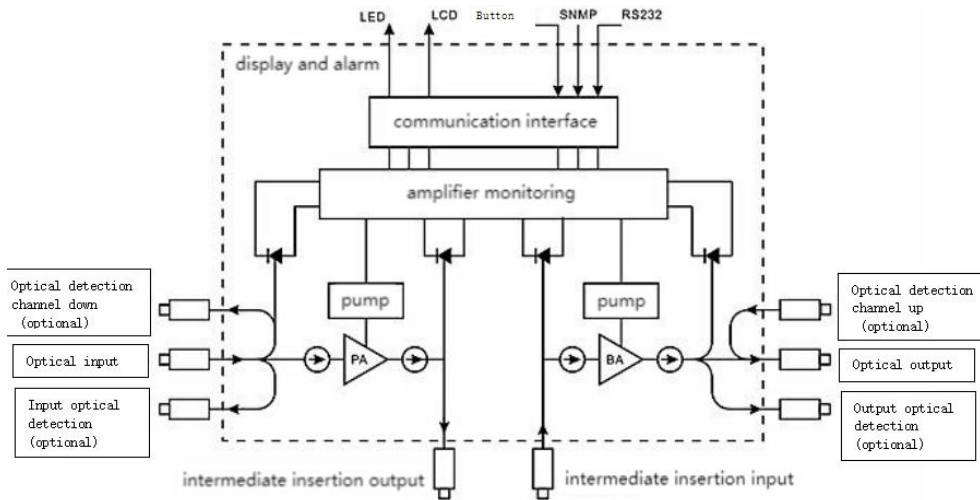 LED LCD Button SNMP RS232
display and alarm
communication interface
amplifier monitoring
Optical detection
channel down
(optional)
pump
pump
Optical detection
channel up
(optional)
Optical input
PA
BA
Optical output
Input optical
detection
(optional)
Output optical
detection
(optional)
intermediate insertion output
intermediate insertion input